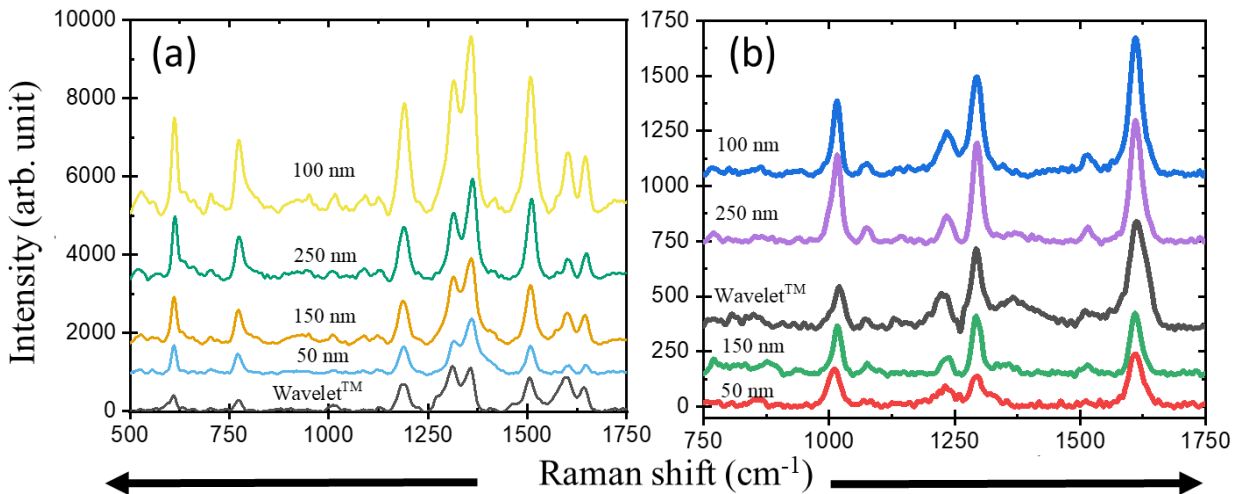 (a)
10000
8000
6000
4000
2000
0
Intensity (arb. unit)
100 nm
250 nm
150 nm
50 nm
Wavelet™
500 750 1000 1250 1500 1750
(b)
1750
1500
1250
1000
750
500
250
0
100 nm
250 nm
Wavelet™
150 nm
50 nm
750 1000 1250 1500 1750
Raman shift (cm⁻¹)